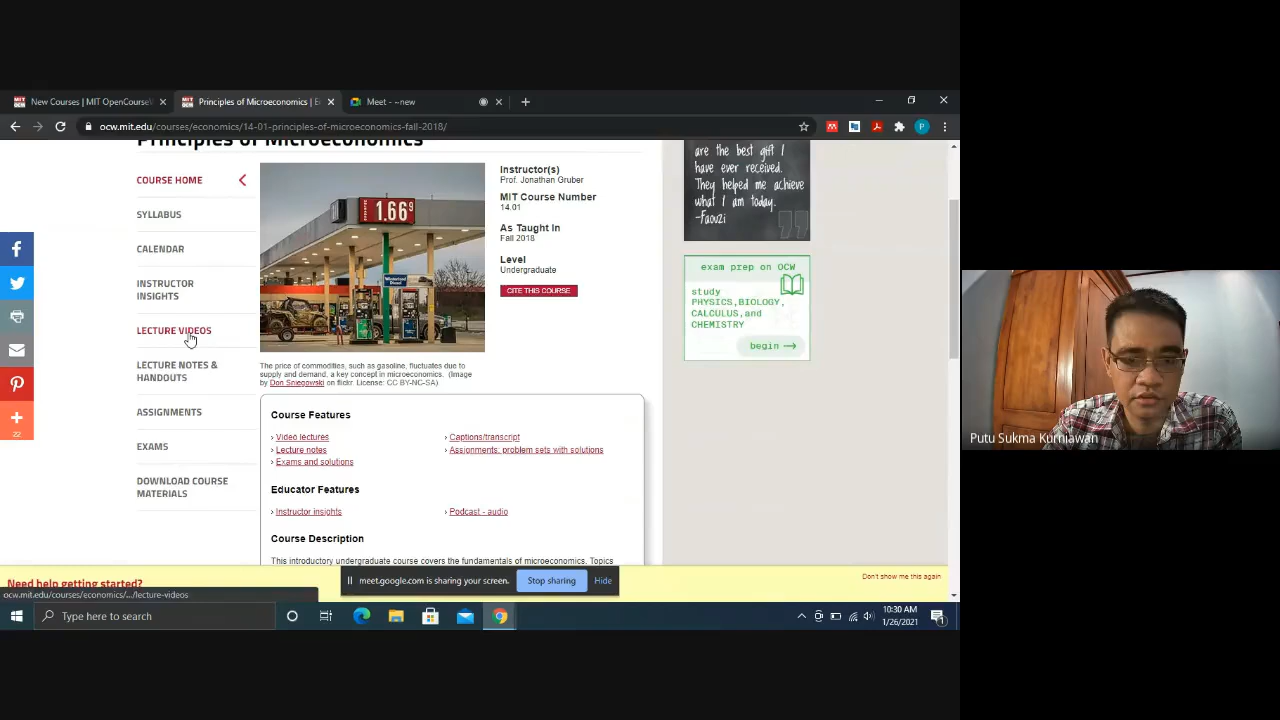 New Courses | MIT OpenCourseW
Principles of Microeconomics | E
Meet - ~new
ocw.mit.edu/courses/economics/14-01-principles-of-microeconomics-fall-2018/
Principles of Microeconomics
COURSE HOME
SYLLABUS
CALENDAR
INSTRUCTOR
INSIGHTS
LECTURE VIDEOS
LECTURE NOTES &
HANDOUTS
ASSIGNMENTS
EXAMS
DOWNLOAD COURSE
MATERIALS
22
1.66⁹
Instructor(s)
Prof. Jonathan Gruber
MIT Course Number
14.01
As Taught In
Fall 2018
Level
Undergraduate
CITE THIS COURSE
The price of commodities, such as gasoline, fluctuates due to
supply and demand, a key concept in microeconomics. (Image
by Don Sniegowski on flickr. License: CC BY-NC-SA)
Course Features
› Video lectures
› Lecture notes
› Exams and solutions
› Captions/transcript
› Assignments: problem sets with solutions
Educator Features
› Instructor insights
› Podcast - audio
Course Description
This introductory undergraduate course covers the fundamentals of microeconomics. Topics
are the best gift I
have ever received.
They helped me achieve
what I am today.
-Faouzi
exam prep on OCW
study
PHYSICS,BIOLOGY,
CALCULUS,and
CHEMISTRY
begin
Need help getting started?
Don't show me this again
ocw.mit.edu/courses/economics/.../lecture-videos
meet.google.com is sharing your screen.
Stop sharing
Hide
Type here to search
10:30 AM
1/26/2021
1
Putu Sukma Kurniawan